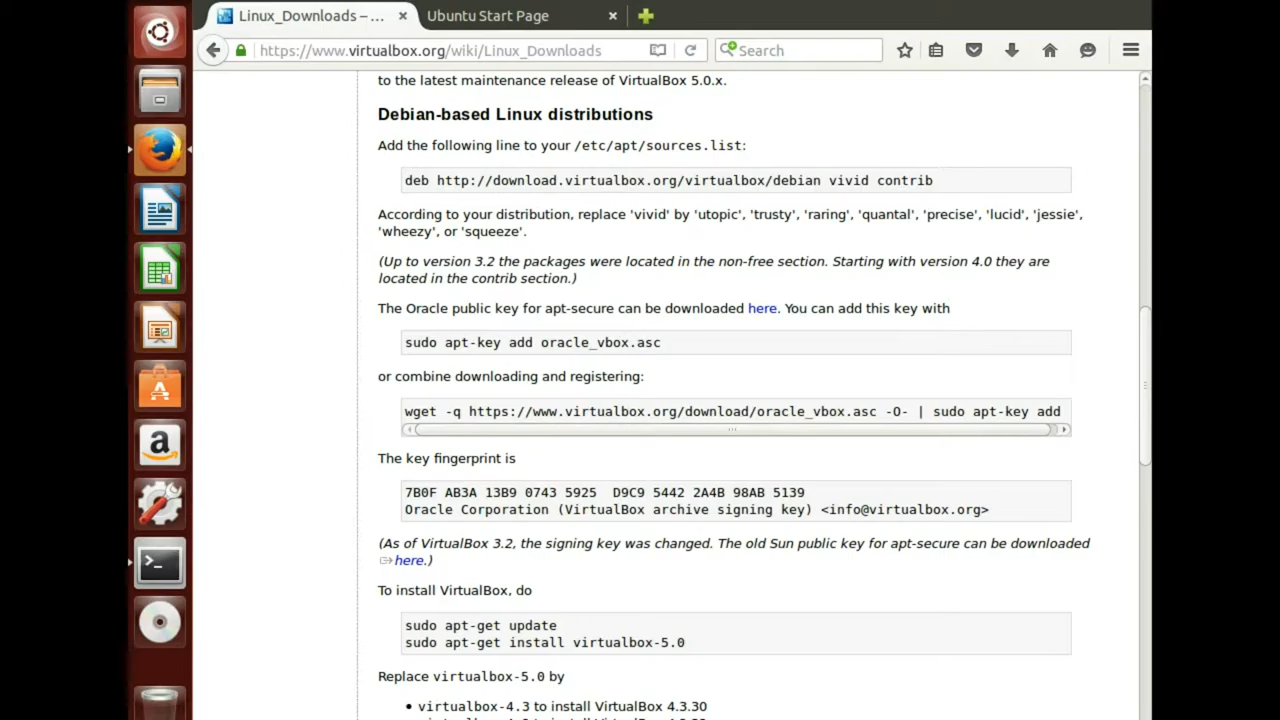 Linux_Downloads – ...
Ubuntu Start Page
https://www.virtualbox.org/wiki/Linux_Downloads
Search
to the latest maintenance release of VirtualBox 5.0.x.
Debian-based Linux distributions
Add the following line to your /etc/apt/sources.list:
deb http://download.virtualbox.org/virtualbox/debian vivid contrib
According to your distribution, replace 'vivid' by 'utopic', 'trusty', 'raring', 'quantal', 'precise', 'lucid', 'jessie',
'wheezy', or 'squeeze'.
(Up to version 3.2 the packages were located in the non-free section. Starting with version 4.0 they are
located in the contrib section.)
The Oracle public key for apt-secure can be downloaded here. You can add this key with
sudo apt-key add oracle_vbox.asc
or combine downloading and registering:
wget -q https://www.virtualbox.org/download/oracle_vbox.asc -O- | sudo apt-key add
The key fingerprint is
7B0F AB3A 13B9 0743 5925  D9C9 5442 2A4B 98AB 5139
Oracle Corporation (VirtualBox archive signing key) <info@virtualbox.org>
(As of VirtualBox 3.2, the signing key was changed. The old Sun public key for apt-secure can be downloaded
here.)
To install VirtualBox, do
sudo apt-get update
sudo apt-get install virtualbox-5.0
Replace virtualbox-5.0 by
• virtualbox-4.3 to install VirtualBox 4.3.30